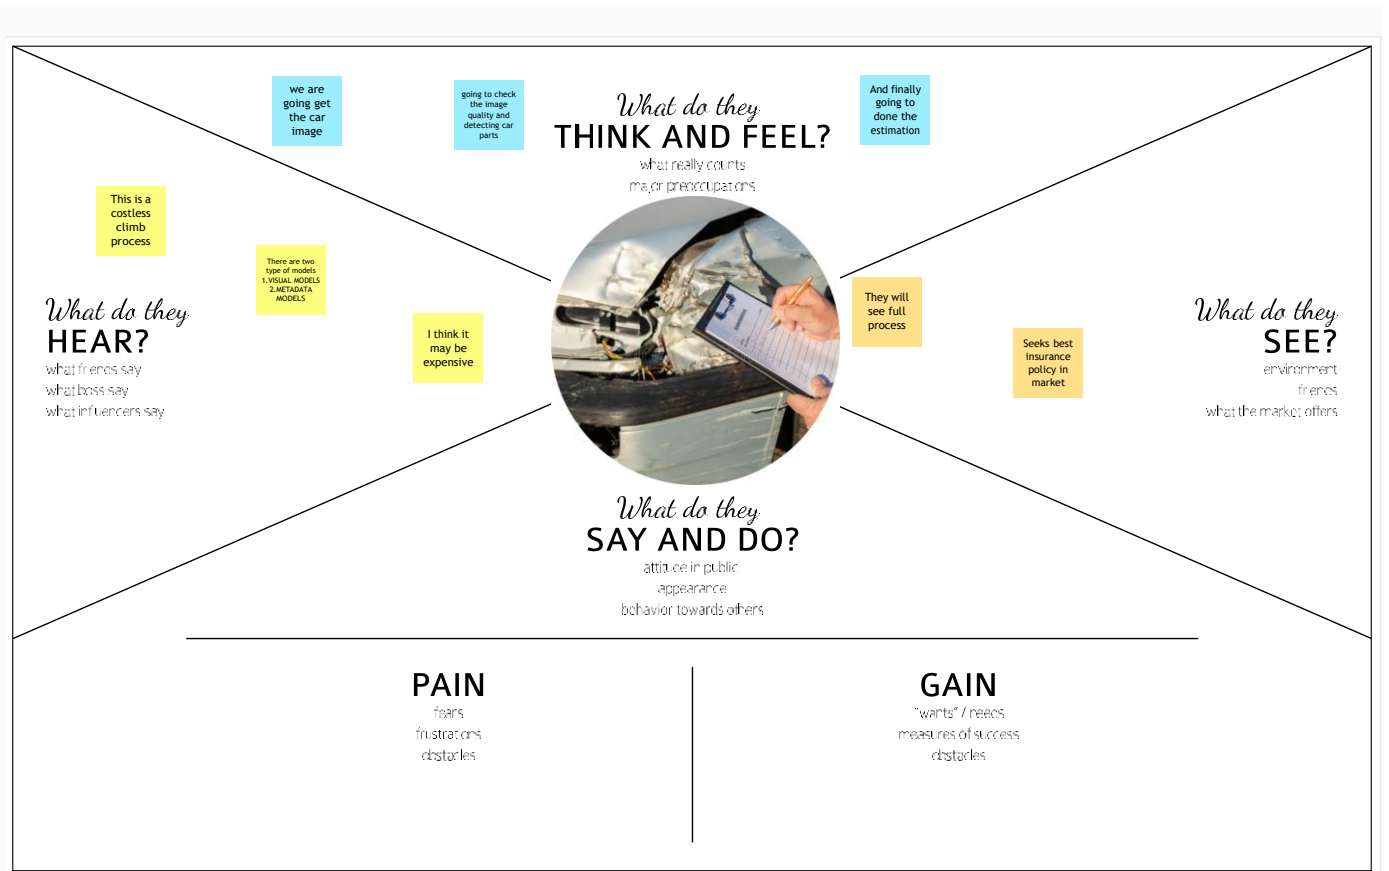 we are
going get
the car
image
going to check
the image
quality and
detecting car
parts
What do they
THINK AND FEEL?
what really counts
major preoccupations
And finally
going to
done the
estimation
This is a
costless
climb
process
There are two
type of models
1.VISUAL MODELS
2.METADATA
MODELS
I think it
may be
expensive
What do they
HEAR?
what friends say
what boss say
what influencers say
They will
see full
process
Seeks best
insurance
policy in
market
What do they
SEE?
environment
friends
what the market offers
What do they
SAY AND DO?
attitude in public
appearance
behavior towards others
PAIN
fears
frustrations
obstacles
GAIN
"wants" / needs
measures of success
obstacles